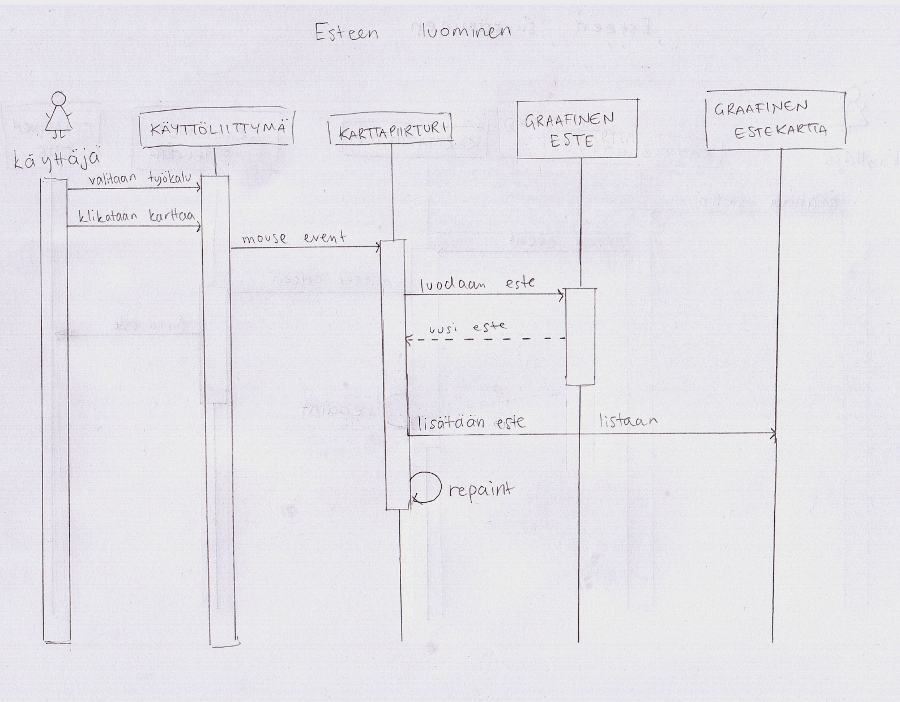 Esteen luominen
käyttäjä
KÄYTTÖLIITTYMÄ
KARTTAPIIRTURI
GRAAFINEN
ESTE
GRAAFINEN
ESTEKARTTA
valitaan työkalu
klikataan karttaa
mouse event
luodaan este
uusi este
lisätään este listaan
repaint